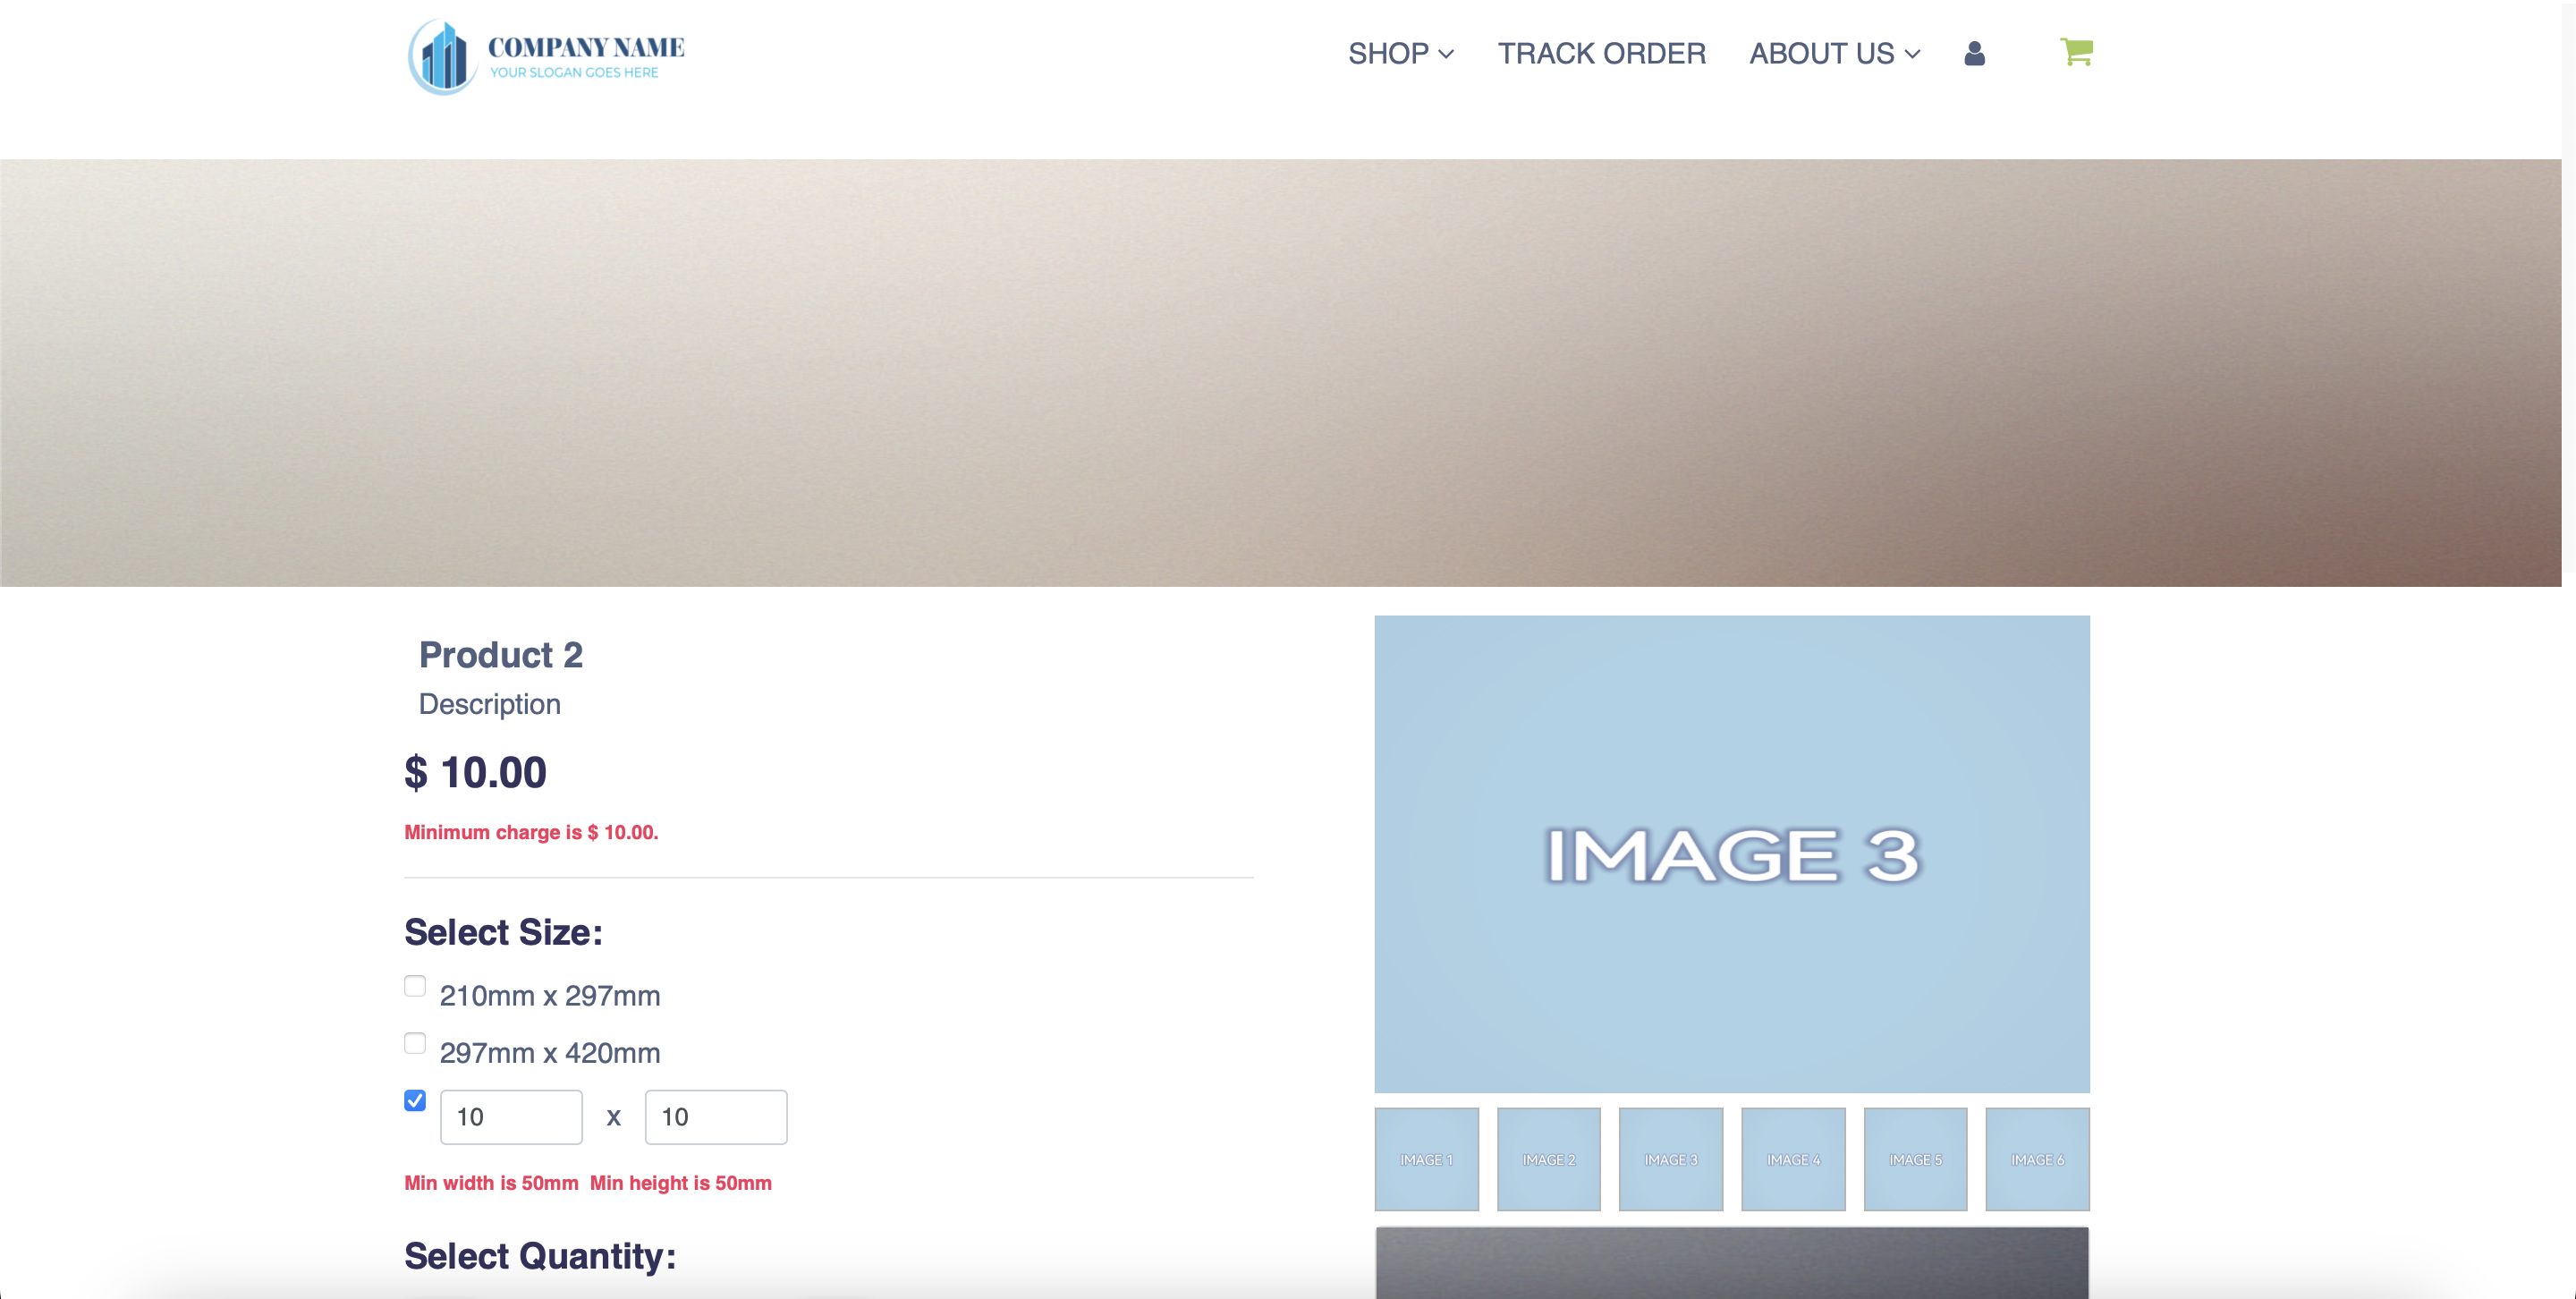 COMPANY NAME
YOUR SLOGAN GOES HERE
SHOP TRACK ORDER ABOUT US
Product 2
Description
$ 10.00
Minimum charge is $ 10.00.
Select Size:
210mm x 297mm
297mm x 420mm
10 x 10
Min width is 50mm Min height is 50mm
Select Quantity:
IMAGE 3
IMAGE 1 IMAGE 2 IMAGE 3 IMAGE 4 IMAGE 5 IMAGE 6